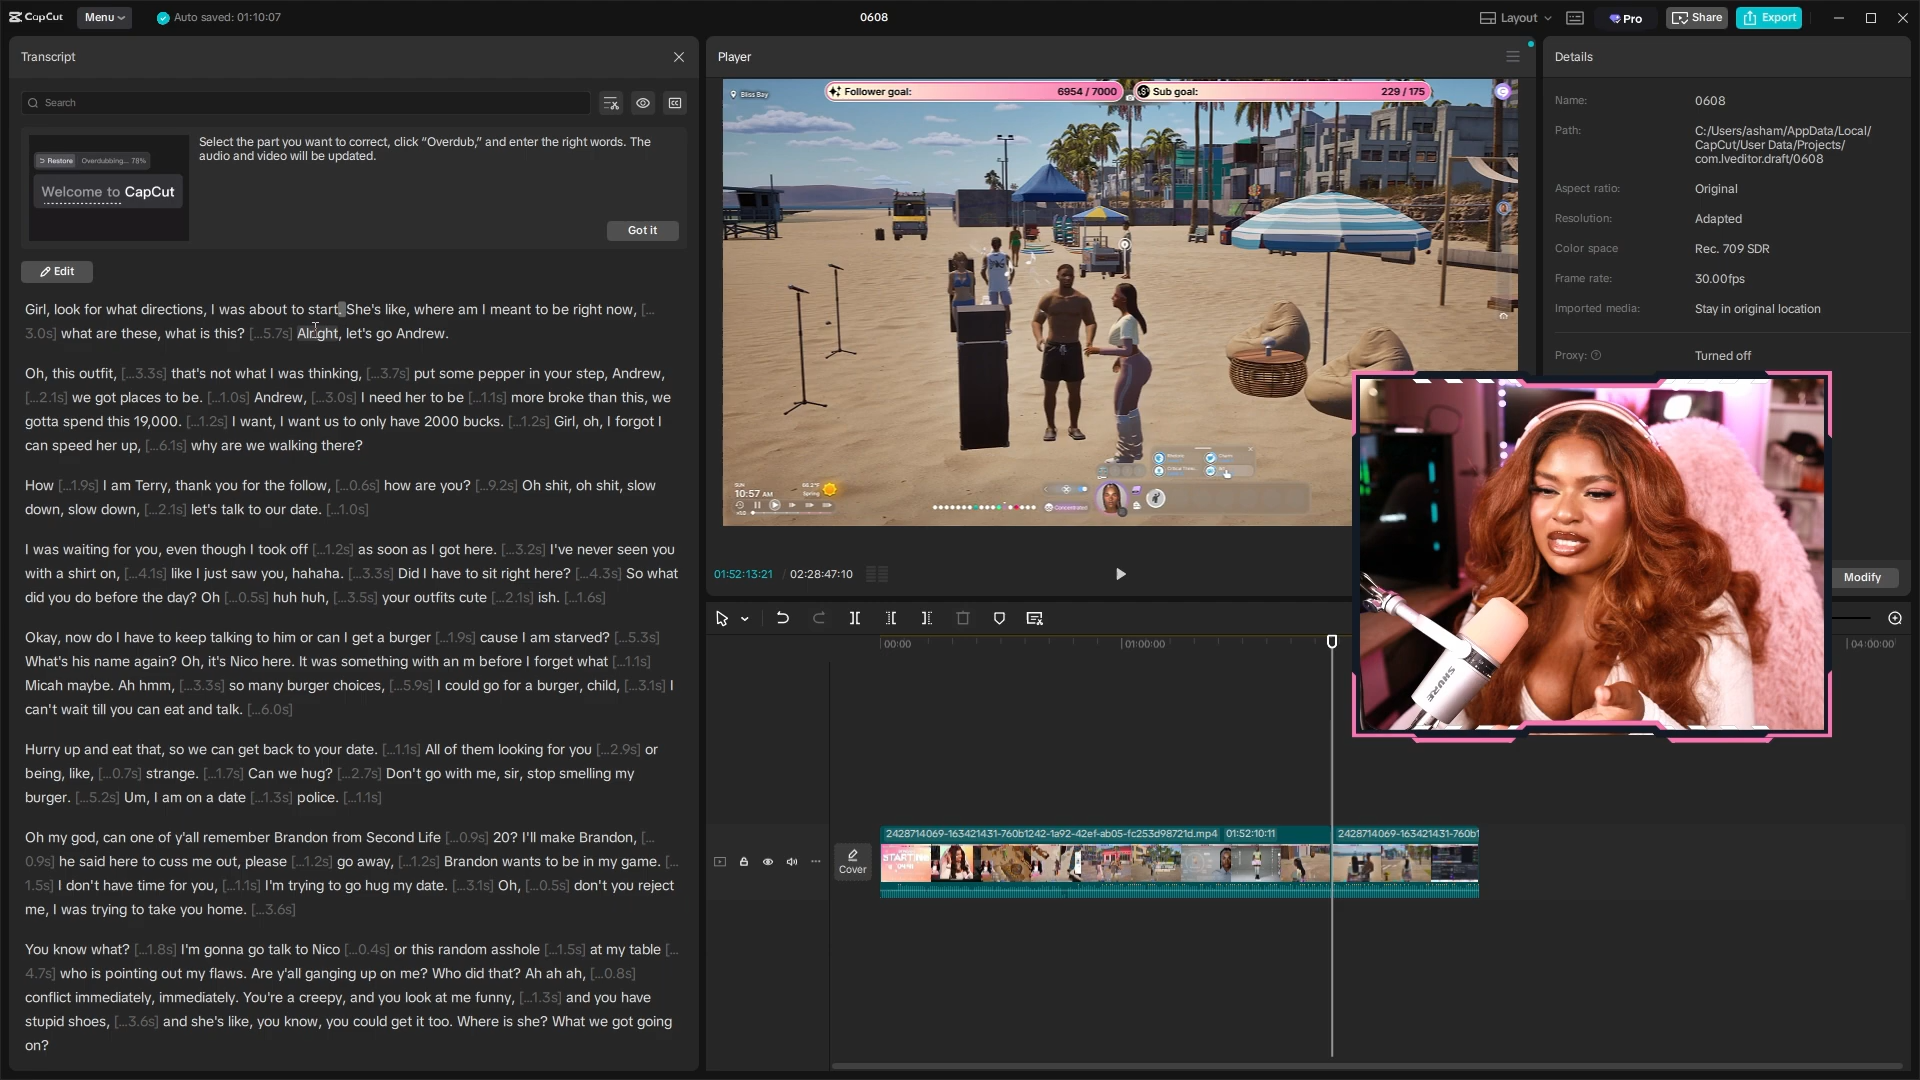 CapCut
Menu
Auto saved: 01:10:07
0608
Layout
Pro
Share
Export
Transcript
Search
Select the part you want to correct, click “Overdub,” and enter the right words. The
audio and video will be updated.
Restore
Overdubbing... 78%
Welcome to CapCut
Got it
Edit
Girl, look for what directions, I was about to start. She's like, where am I meant to be right now, [...
3.0s] what are these, what is this? [...5.7s] Alright, let's go Andrew.
Oh, this outfit, [...3.3s] that's not what I was thinking, [...3.7s] put some pepper in your step, Andrew,
[...2.1s] we got places to be. [...1.0s] Andrew, [...3.0s] I need her to be [...1.1s] more broke than this, we
gotta spend this 19,000. [...1.2s] I want, I want us to only have 2000 bucks. [...1.2s] Girl, oh, I forgot I
can speed her up, [...6.1s] why are we walking there?
How [...1.9s] I am Terry, thank you for the follow, [...0.6s] how are you? [...9.2s] Oh shit, oh shit, slow
down, slow down, [...2.1s] let's talk to our date. [...1.0s]
I was waiting for you, even though I took off [...1.2s] as soon as I got here. [...3.2s] I've never seen you
with a shirt on, [...4.1s] like I just saw you, hahaha. [...3.3s] Did I have to sit right here? [...4.3s] So what
did you do before the day? Oh [...0.5s] huh huh, [...3.5s] your outfits cute [...2.1s] ish. [...1.6s]
Okay, now do I have to keep talking to him or can I get a burger [...1.9s] cause I am starved? [...5.3s]
What's his name again? Oh, it's Nico here. It was something with an m before I forget what [...1.1s]
Micah maybe. Ah hmm, [...3.3s] so many burger choices, [...5.9s] I could go for a burger, child, [...3.1s] I
can't wait till you can eat and talk. [...6.0s]
Hurry up and eat that, so we can get back to your date. [...1.1s] All of them looking for you [...2.9s] or
being, like, [...0.7s] strange. [...1.7s] Can we hug? [...2.7s] Don't go with me, sir, stop smelling my
burger. [...5.2s] Um, I am on a date [...1.3s] police. [...1.1s]
Oh my god, can one of y'all remember Brandon from Second Life [...0.9s] 20? I'll make Brandon, [...
0.9s] he said here to cuss me out, please [...1.2s] go away, [...1.2s] Brandon wants to be in my game. [...
1.5s] I don't have time for you, [...1.1s] I'm trying to go hug my date. [...3.1s] Oh, [...0.5s] don't you reject
me, I was trying to take you home. [...3.6s]
You know what? [...1.8s] I'm gonna go talk to Nico [...0.4s] or this random asshole [...1.5s] at my table [...
4.7s] who is pointing out my flaws. Are y'all ganging up on me? Who did that? Ah ah ah, [...0.8s]
conflict immediately, immediately. You're a creepy, and you look at me funny, [...1.3s] and you have
stupid shoes, [...3.6s] and she's like, you know, you could get it too. Where is she? What we got going
on?
Player
Bliss Bay
Follower goal:
6954 / 7000
Sub goal:
229 / 175
SUN
10:57 AM
66.2°F
Spring
Concentrated
01:52:13:21 / 02:28:47:10
Details
Name:
0608
Path:
C:/Users/asham/AppData/Local/
CapCut/User Data/Projects/
com.lveditor.draft/0608
Aspect ratio:
Original
Resolution:
Adapted
Color space
Rec. 709 SDR
Frame rate:
30.00fps
Imported media:
Stay in original location
Proxy:
Turned off
Modify
SHURE
00:00
01:00:00
04:00:00
Cover
2428714069-163421431-760b1242-1a92-42ef-ab05-fc253d98721d.mp4
01:52:10:11
2428714069-163421431-760b1
STARTING